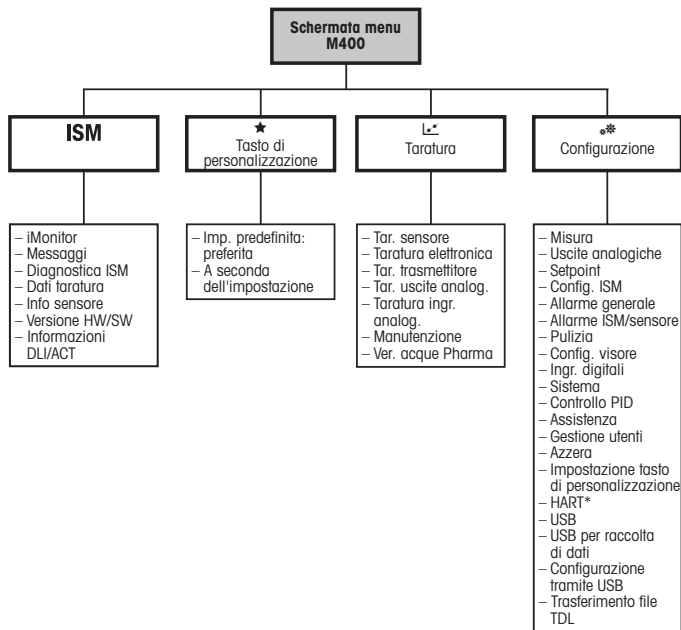 Schermata menu
M400
ISM
★
Tasto di
personalizzazione
Taratura
Configurazione
– iMonitor
– Messaggi
– Diagnostica ISM
– Dati taratura
– Info sensore
– Versione HW/SW
– Informazioni
DLI/ACT
– Imp. predefinita:
preferita
– A seconda
dell'impostazione
– Tar. sensore
– Taratura elettronica
– Tar. trasmettitore
– Tar. uscite analog.
– Taratura ingr.
analog.
– Manutenzione
– Ver. acque Pharma
– Misura
– Uscite analogiche
– Setpoint
– Config. ISM
– Allarme generale
– Allarme ISM/sensore
– Pulizia
– Config. visore
– Ingr. digitali
– Sistema
– Controllo PID
– Assistenza
– Gestione utenti
– Azzera
– Impostazione tasto
di personalizzazione
– HART*
– USB
– USB per raccolta
di dati
– Configurazione
tramite USB
– Trasferimento file
TDL